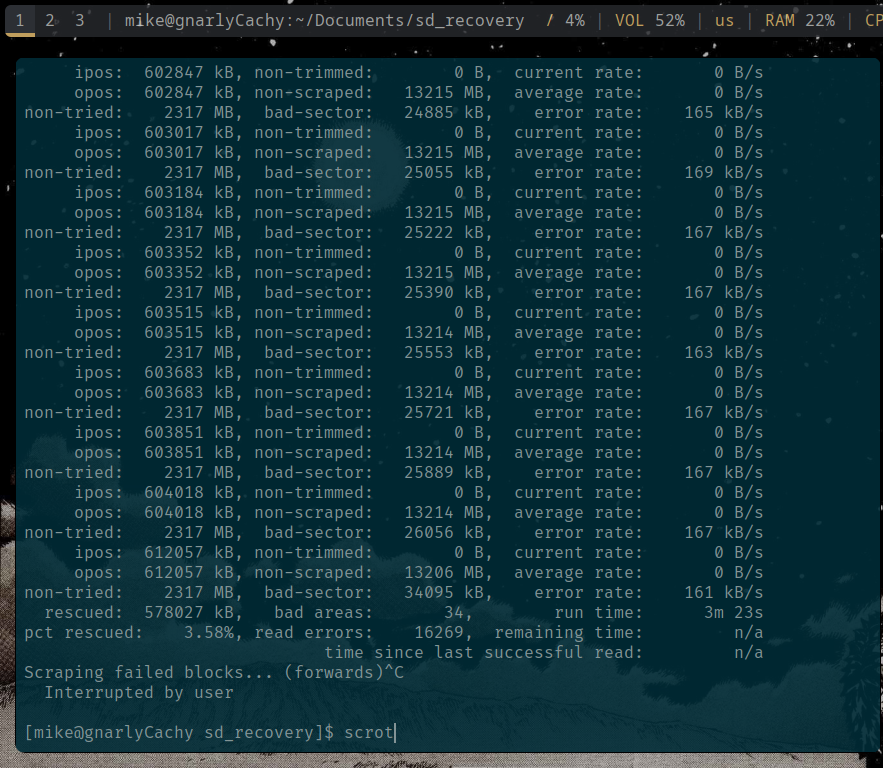 1 2 3 | mike@gnarlyCachy:~/Documents/sd_recovery / 4% | VOL 52% | us | RAM 22% | CP
ipos: 602847 kB, non-trimmed: 0 B, current rate: 0 B/s
opos: 602847 kB, non-scraped: 13215 MB, average rate: 0 B/s
non-tried: 2317 MB, bad-sector: 24885 kB, error rate: 165 kB/s
ipos: 603017 kB, non-trimmed: 0 B, current rate: 0 B/s
opos: 603017 kB, non-scraped: 13215 MB, average rate: 0 B/s
non-tried: 2317 MB, bad-sector: 25055 kB, error rate: 169 kB/s
ipos: 603184 kB, non-trimmed: 0 B, current rate: 0 B/s
opos: 603184 kB, non-scraped: 13215 MB, average rate: 0 B/s
non-tried: 2317 MB, bad-sector: 25222 kB, error rate: 167 kB/s
ipos: 603352 kB, non-trimmed: 0 B, current rate: 0 B/s
opos: 603352 kB, non-scraped: 13215 MB, average rate: 0 B/s
non-tried: 2317 MB, bad-sector: 25390 kB, error rate: 167 kB/s
ipos: 603515 kB, non-trimmed: 0 B, current rate: 0 B/s
opos: 603515 kB, non-scraped: 13214 MB, average rate: 0 B/s
non-tried: 2317 MB, bad-sector: 25553 kB, error rate: 163 kB/s
ipos: 603683 kB, non-trimmed: 0 B, current rate: 0 B/s
opos: 603683 kB, non-scraped: 13214 MB, average rate: 0 B/s
non-tried: 2317 MB, bad-sector: 25721 kB, error rate: 167 kB/s
ipos: 603851 kB, non-trimmed: 0 B, current rate: 0 B/s
opos: 603851 kB, non-scraped: 13214 MB, average rate: 0 B/s
non-tried: 2317 MB, bad-sector: 25889 kB, error rate: 167 kB/s
ipos: 604018 kB, non-trimmed: 0 B, current rate: 0 B/s
opos: 604018 kB, non-scraped: 13214 MB, average rate: 0 B/s
non-tried: 2317 MB, bad-sector: 26056 kB, error rate: 167 kB/s
ipos: 612057 kB, non-trimmed: 0 B, current rate: 0 B/s
opos: 612057 kB, non-scraped: 13206 MB, average rate: 0 B/s
non-tried: 2317 MB, bad-sector: 34095 kB, error rate: 161 kB/s
rescued: 578027 kB, bad areas: 34, run time: 3m 23s
pct rescued: 3.58%, read errors: 16269, remaining time: n/a
time since last successful read: n/a
Scraping failed blocks... (forwards)^C
Interrupted by user
[mike@gnarlyCachy sd_recovery]$ scrot